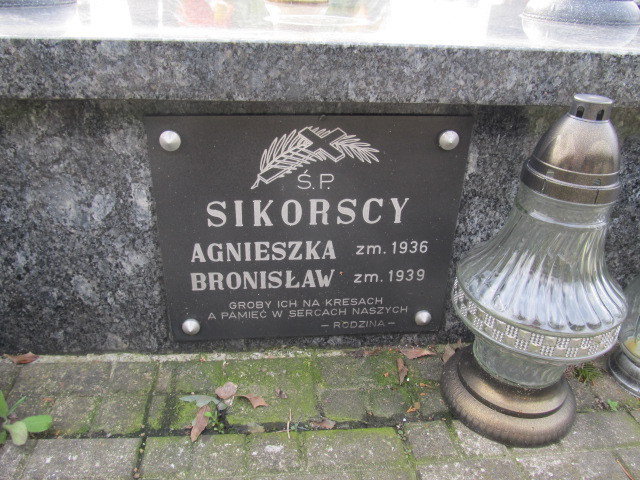 Ś.P.
SIKORSCY
AGNIESZKA zm. 1936
BRONISŁAW zm. 1939
GROBY ICH NA KRESACH
A PAMIĘĆ W SERCACH NASZYCH
– RODZINA –